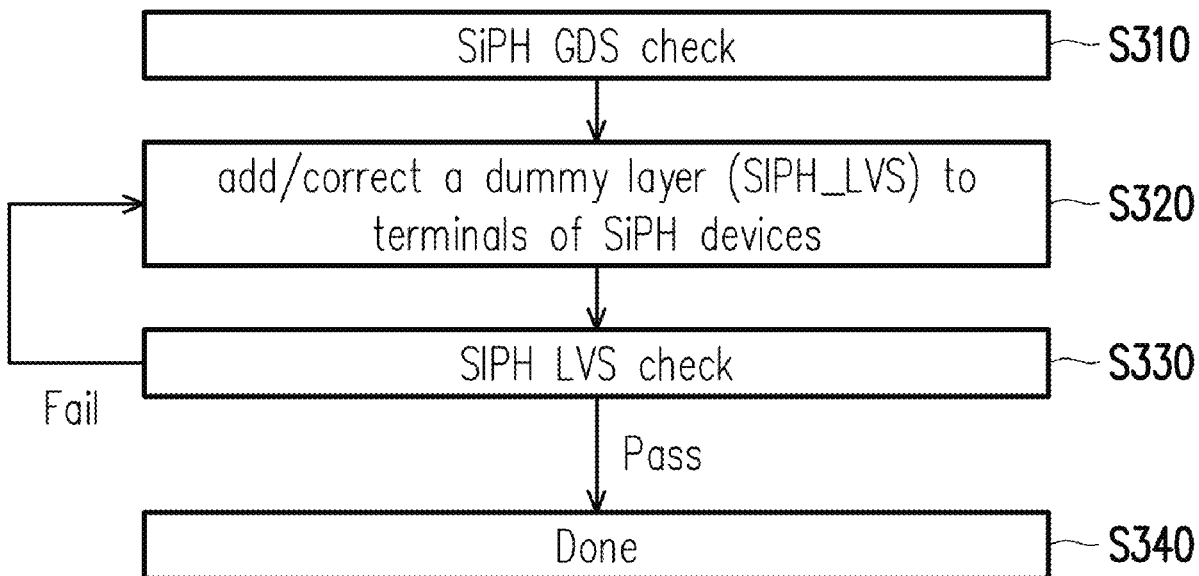 SiPH GDS check
S310
add/correct a dummy layer (SIPH_LVS) to
terminals of SiPH devices
S320
SIPH LVS check
S330
Fail
Pass
Done
S340